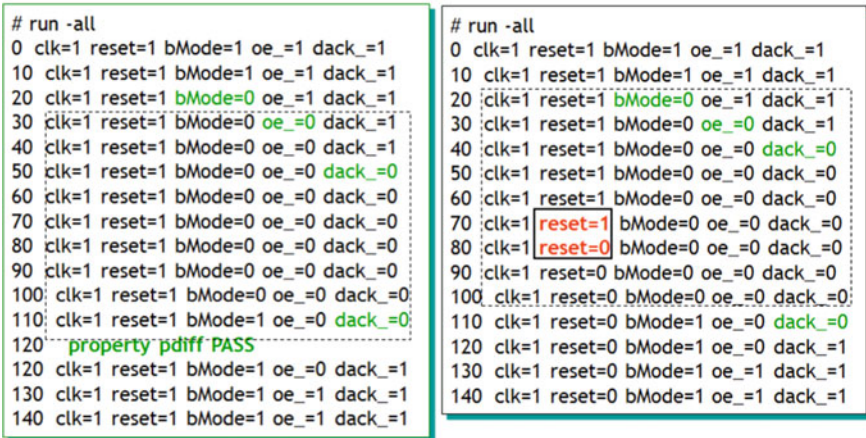 # run -all
0 clk=1 reset=1 bMode=1 oe_=1 dack_=1
10 clk=1 reset=1 bMode=1 oe_=1 dack_=1
20 clk=1 reset=1 bMode=0 oe_=1 dack_=1
30 clk=1 reset=1 bMode=0 oe_=0 dack_=1
40 clk=1 reset=1 bMode=0 oe_=0 dack_=1
50 clk=1 reset=1 bMode=0 oe_=0 dack_=0
60 clk=1 reset=1 bMode=0 oe_=0 dack_=0
70 clk=1 reset=1 bMode=0 oe_=0 dack_=0
80 clk=1 reset=1 bMode=0 oe_=0 dack_=0
90 clk=1 reset=1 bMode=0 oe_=0 dack_=0
100 clk=1 reset=1 bMode=0 oe_=0 dack_=0
110 clk=1 reset=1 bMode=1 oe_=0 dack_=0
120 property pdiff PASS
120 clk=1 reset=1 bMode=1 oe_=0 dack_=1
130 clk=1 reset=1 bMode=1 oe_=1 dack_=1
140 clk=1 reset=1 bMode=1 oe_=1 dack_=1
# run -all
0 clk=1 reset=1 bMode=1 oe_=1 dack_=1
10 clk=1 reset=1 bMode=1 oe_=1 dack_=1
20 clk=1 reset=1 bMode=0 oe_=1 dack_=1
30 clk=1 reset=1 bMode=0 oe_=0 dack_=1
40 clk=1 reset=1 bMode=0 oe_=0 dack_=0
50 clk=1 reset=1 bMode=0 oe_=0 dack_=0
60 clk=1 reset=1 bMode=0 oe_=0 dack_=0
70 clk=1 reset=1 bMode=0 oe_=0 dack_=0
80 clk=1 reset=0 bMode=0 oe_=0 dack_=0
90 clk=1 reset=0 bMode=0 oe_=0 dack_=0
100 clk=1 reset=0 bMode=0 oe_=0 dack_=0
110 clk=1 reset=0 bMode=1 oe_=0 dack_=0
120 clk=1 reset=0 bMode=1 oe_=0 dack_=1
130 clk=1 reset=0 bMode=1 oe_=1 dack_=1
140 clk=1 reset=0 bMode=1 oe_=1 dack_=1